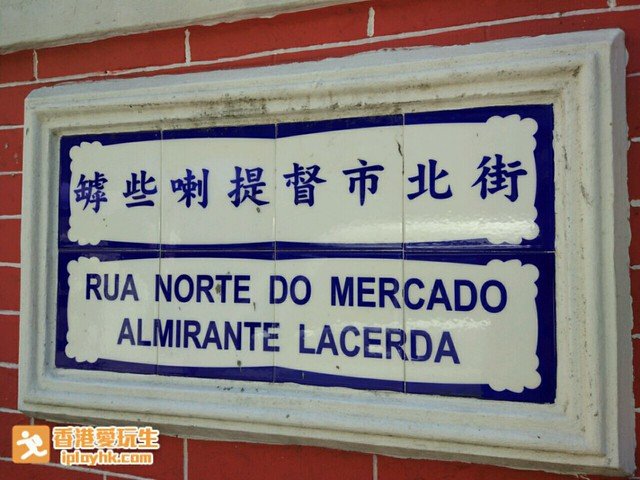 罅些喇提督市北街
RUA NORTE DO MERCADO
ALMIRANTE LACERDA
香港愛玩生
iplayhk.com